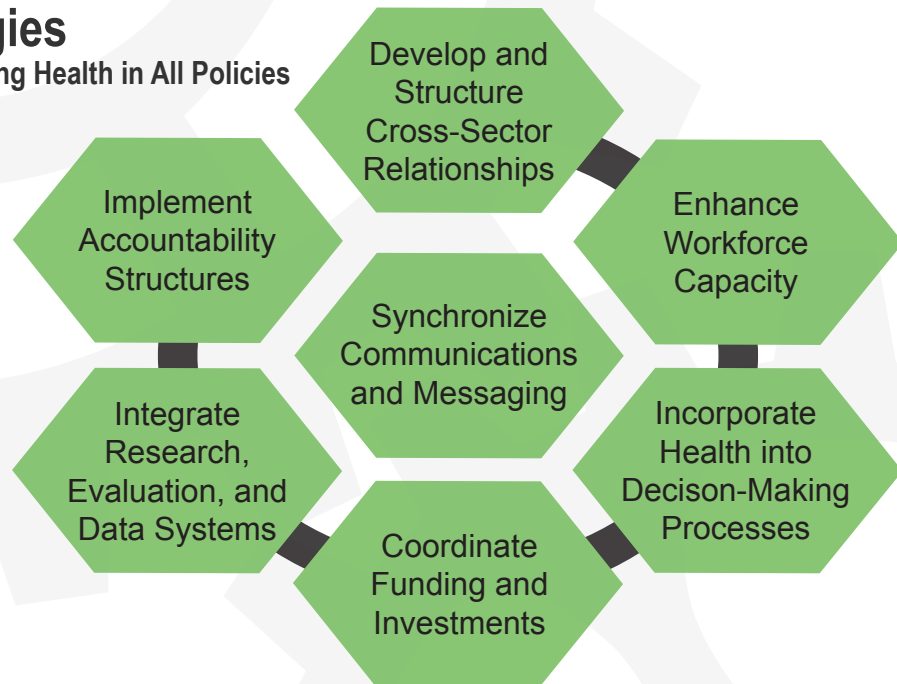 gies
ng Health in All Policies
Develop and
Structure
Cross-Sector
Relationships
Enhance
Workforce
Capacity
Incorporate
Health into
Decison-Making
Processes
Coordinate
Funding and
Investments
Integrate
Research,
Evaluation, and
Data Systems
Implement
Accountability
Structures
Synchronize
Communications
and Messaging